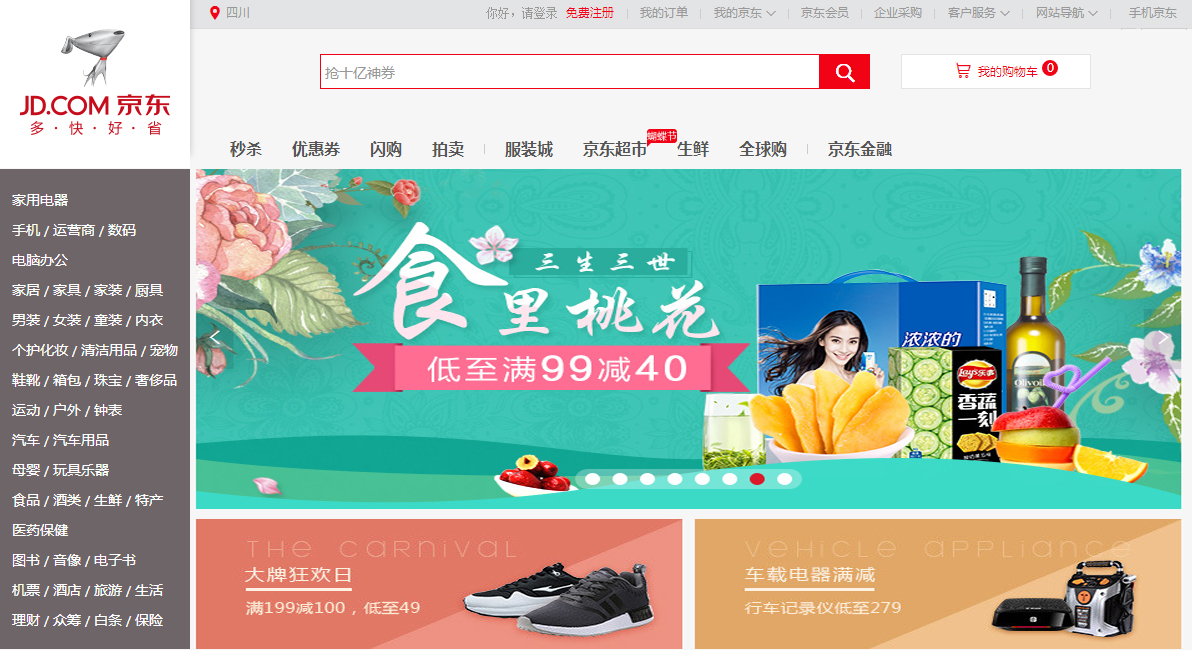 四川
你好，请登录 免费注册 我的订单 我的京东 京东会员 企业采购 客户服务 网站导航 手机京东
JD.COM 京东
多·快·好·省
抢十亿神券
我的购物车 0
秒杀 优惠券 闪购 拍卖 服装城 京东超市 蝴蝶节 生鲜 全球购 京东金融
家用电器
手机 / 运营商 / 数码
电脑办公
家居 / 家具 / 家装 / 厨具
男装 / 女装 / 童装 / 内衣
个护化妆 / 清洁用品 / 宠物
鞋靴 / 箱包 / 珠宝 / 奢侈品
运动 / 户外 / 钟表
汽车 / 汽车用品
母婴 / 玩具乐器
食品 / 酒类 / 生鲜 / 特产
医药保健
图书 / 音像 / 电子书
机票 / 酒店 / 旅游 / 生活
理财 / 众筹 / 白条 / 保险
三生三世
食里桃花
低至满99减40
浓浓的
Lay's乐事
香蔬一刻
Olivoilà
THE CARNIVAL
大牌狂欢日
满199减100，低至49
VEHICLE APPLIANCE
车载电器满减
行车记录仪低至279